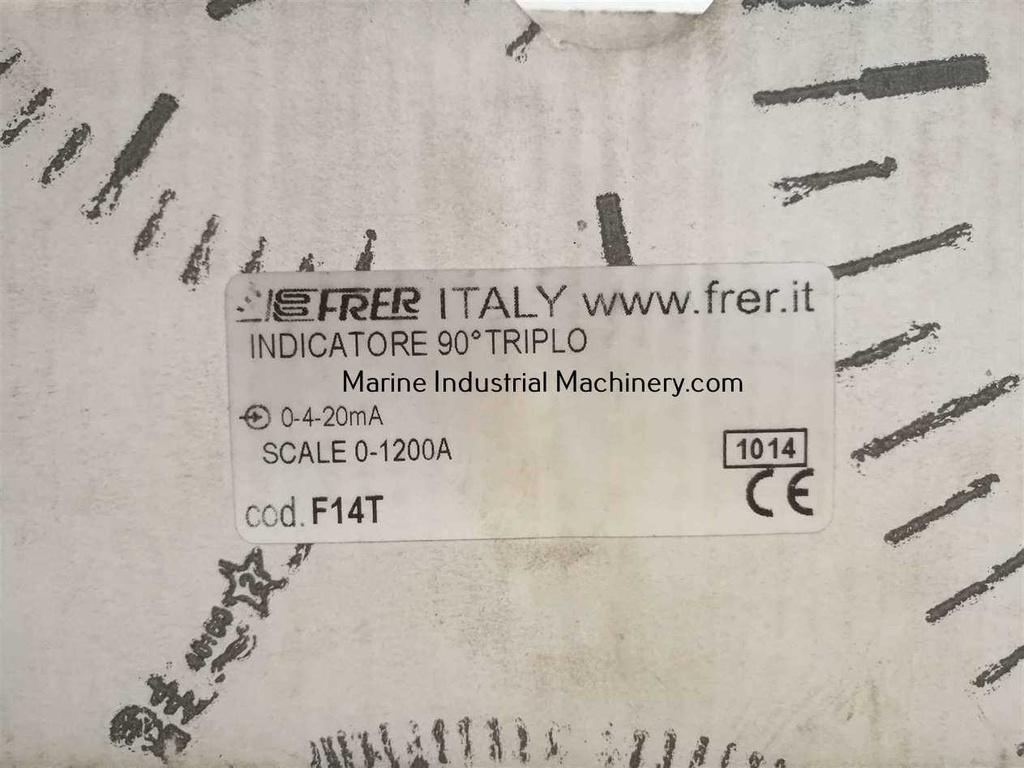 FRER ITALY www.frer.it
INDICATORE 90° TRIPLO
Marine Industrial Machinery.com
0-4-20mA
SCALE 0-1200A
1014
CE
cod. F14T
2